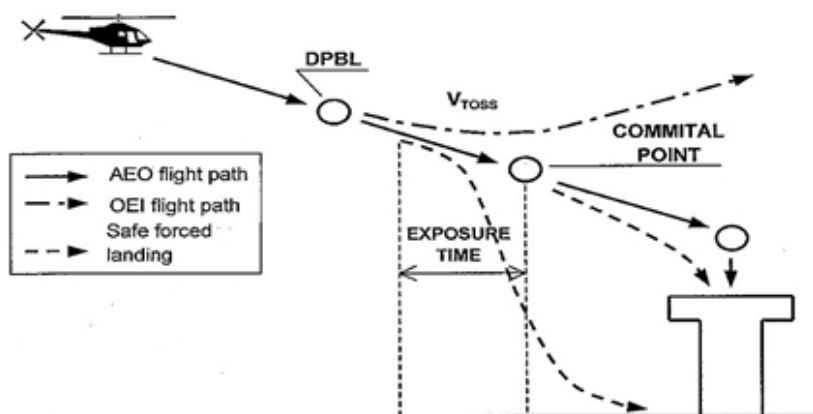 DPBL
VTOSS
COMMITAL
POINT
AEO flight path
OEI flight path
Safe forced
landing
EXPOSURE
TIME